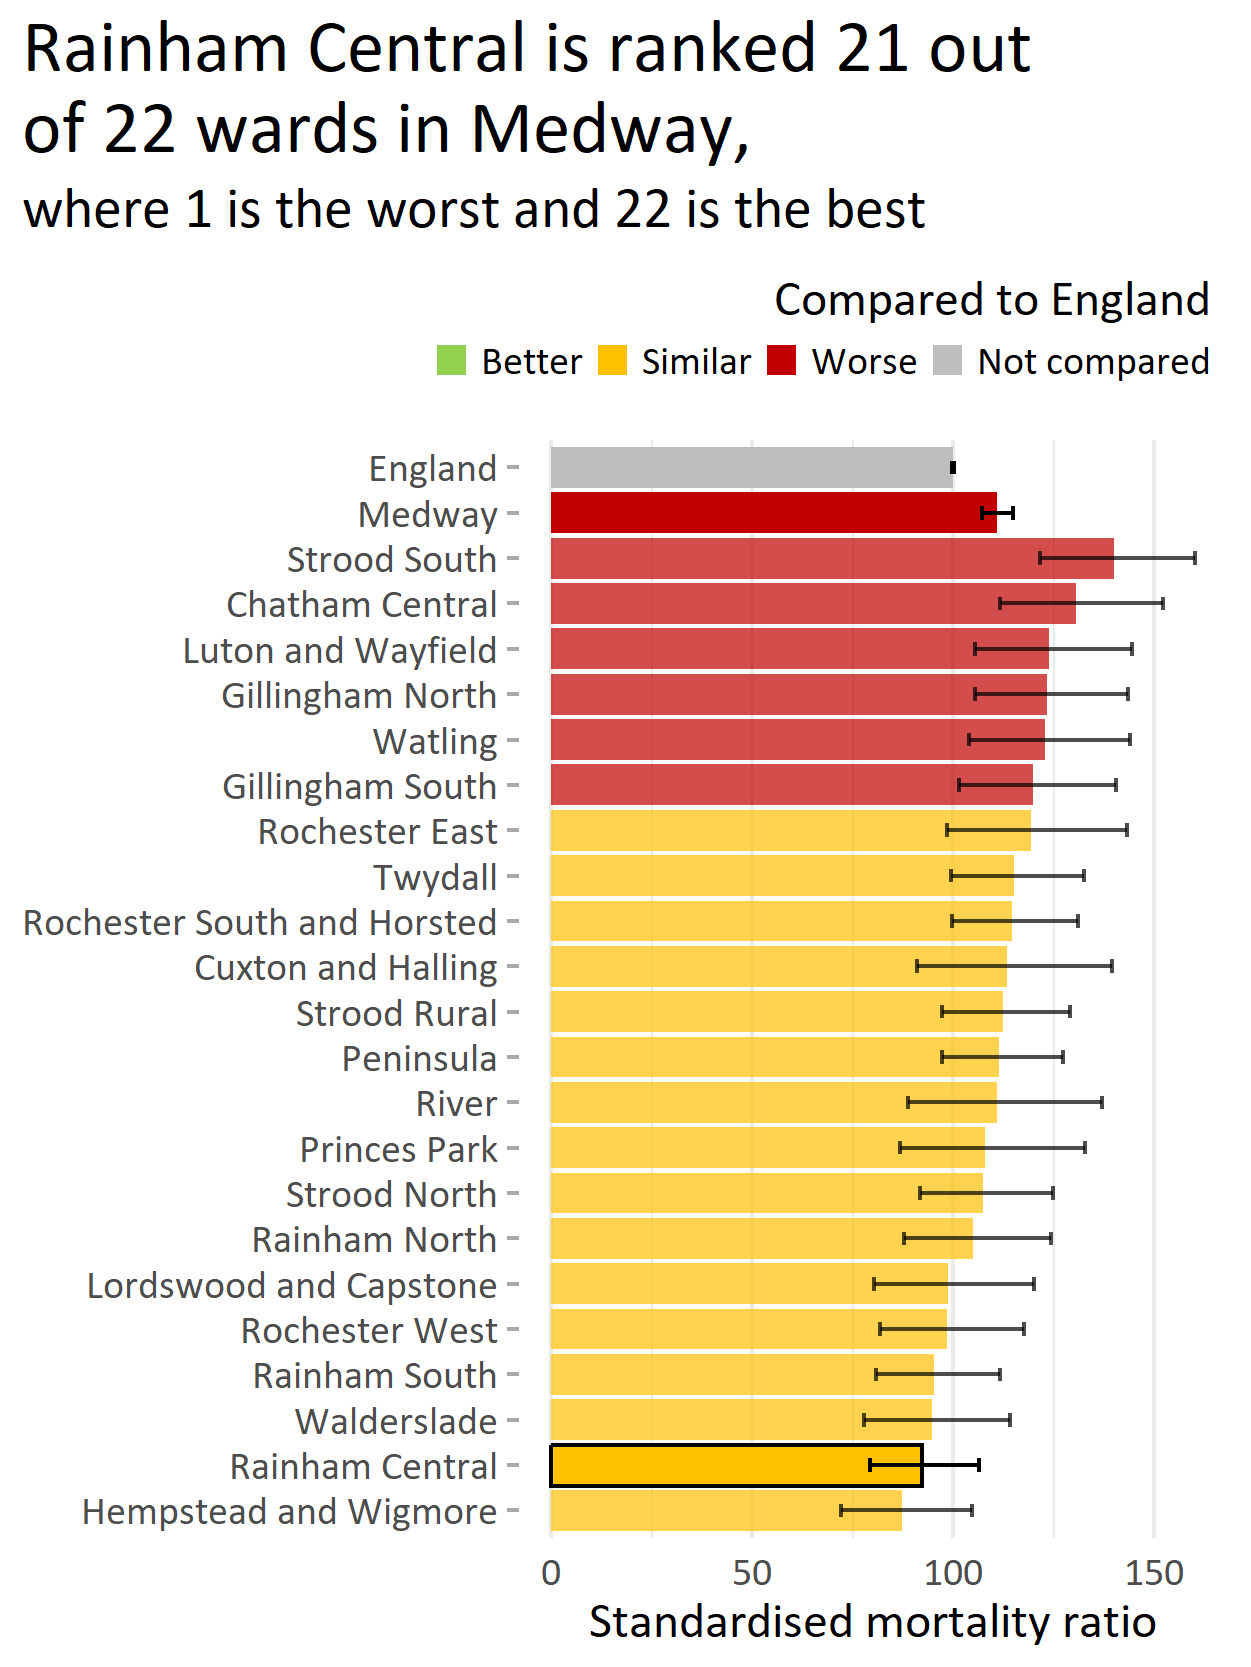 Rainham Central is ranked 21 out
of 22 wards in Medway,
where 1 is the worst and 22 is the best
Compared to England
Better Similar Worse Not compared
England
Medway
Strood South
Chatham Central
Luton and Wayfield
Gillingham North
Watling
Gillingham South
Rochester East
Twydall
Rochester South and Horsted
Cuxton and Halling
Strood Rural
Peninsula
River
Princes Park
Strood North
Rainham North
Lordswood and Capstone
Rochester West
Rainham South
Walderslade
Rainham Central
Hempstead and Wigmore
0 50 100 150
Standardised mortality ratio